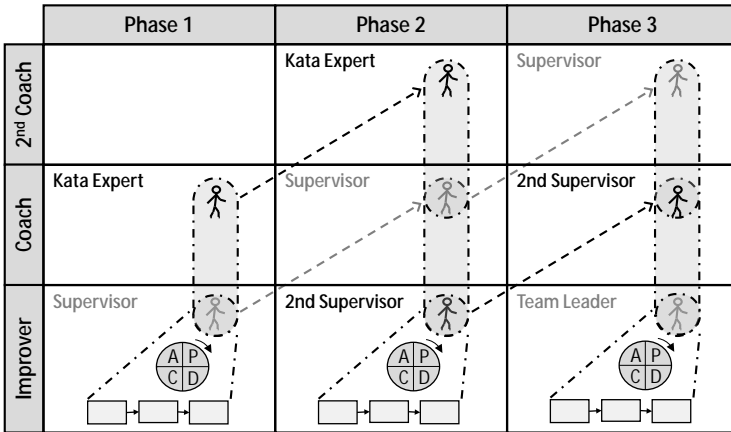 Phase 1
Phase 2
Phase 3
2nd Coach
Kata Expert
Supervisor
Coach
Kata Expert
Supervisor
2nd Supervisor
Improver
Supervisor
2nd Supervisor
Team Leader
A P
C D
A P
C D
A P
C D